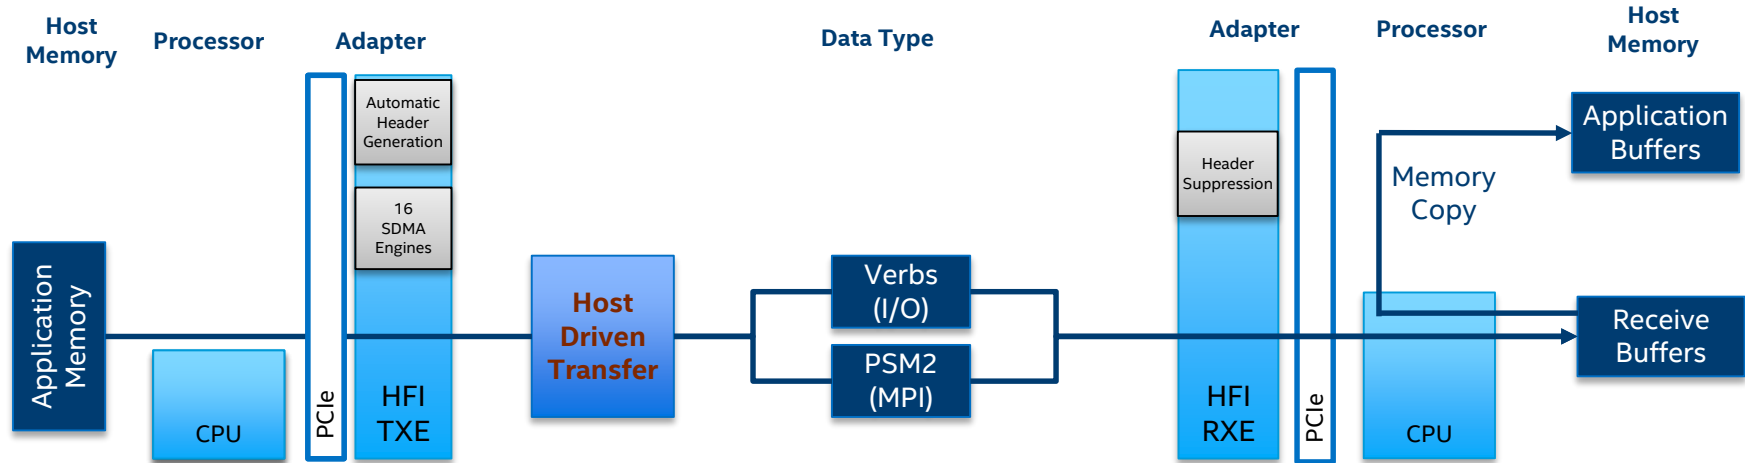 Host
Memory
Processor
Adapter
Data Type
Adapter
Processor
Host
Memory
Automatic
Header
Generation
16
SDMA
Engines
Header
Suppression
Application
Buffers
Memory
Copy
Application
Memory
CPU
PCIe
HFI
TXE
Host
Driven
Transfer
Verbs
(I/O)
PSM2
(MPI)
HFI
RXE
PCIe
CPU
Receive
Buffers